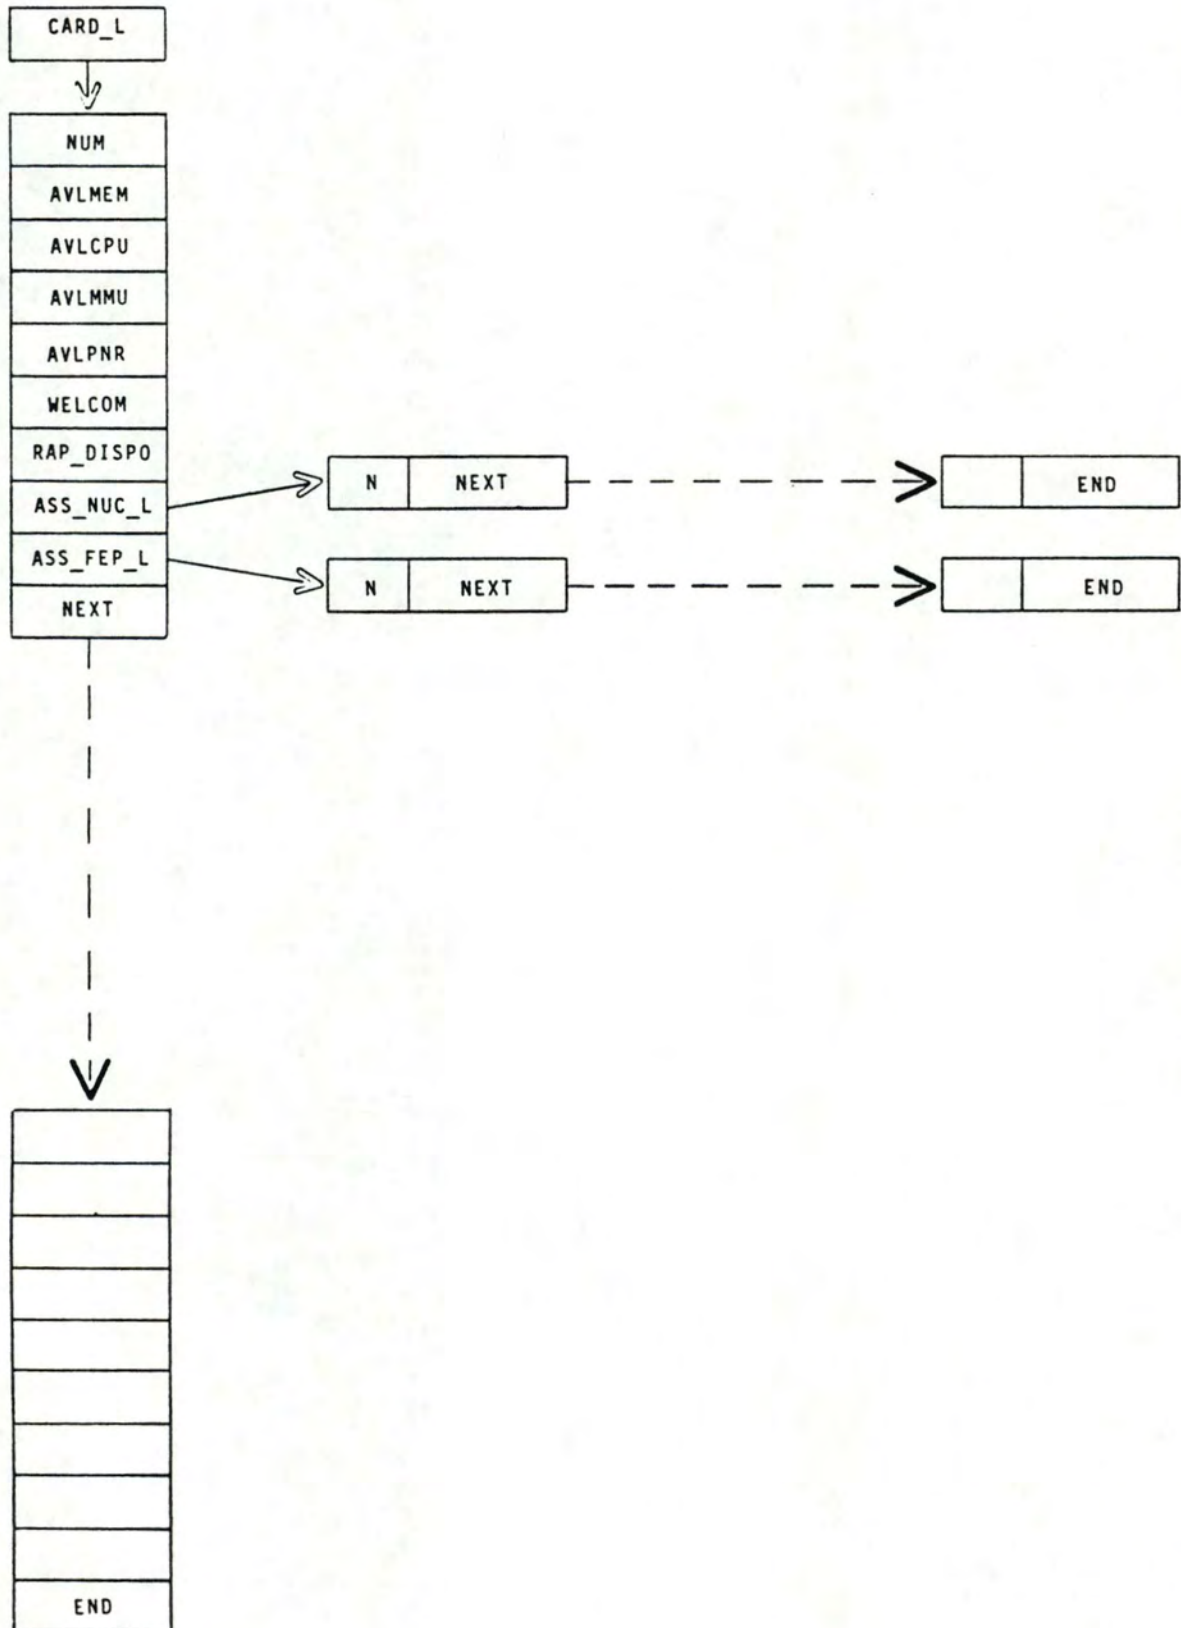 CARD_L
NUM
AVLMEM
AVLCPU
AVLMMU
AVLPNR
WELCOM
RAP_DISPO
ASS_NUC_L
N NEXT
END
ASS_FEP_L
N NEXT
END
NEXT
END